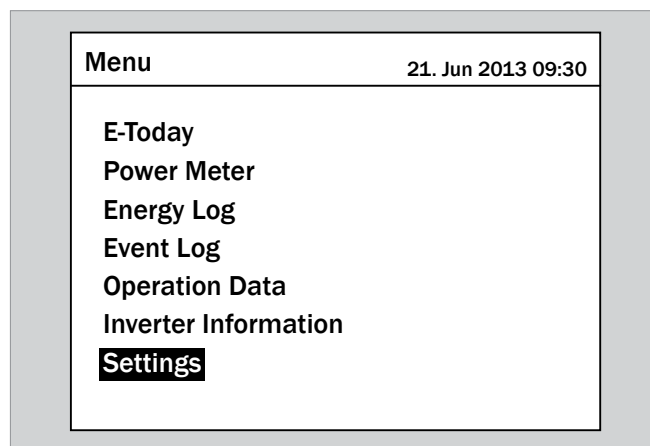 Menu
21. Jun 2013 09:30
E-Today
Power Meter
Energy Log
Event Log
Operation Data
Inverter Information
Settings